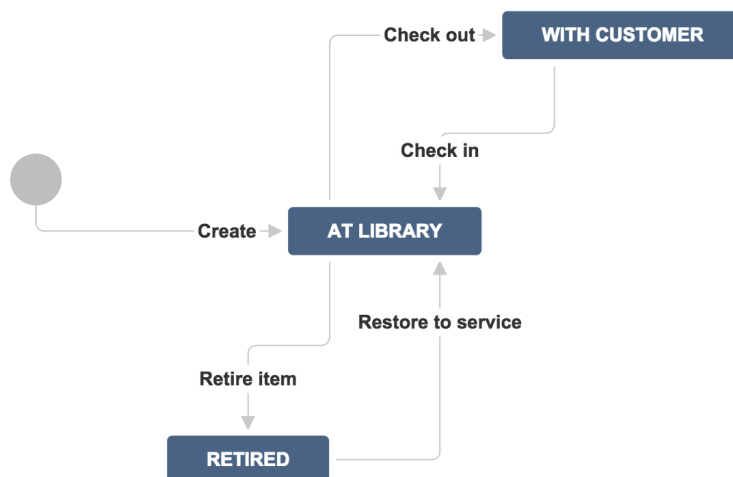 Check out
WITH CUSTOMER
Check in
Create
AT LIBRARY
Restore to service
Retire item
RETIRED